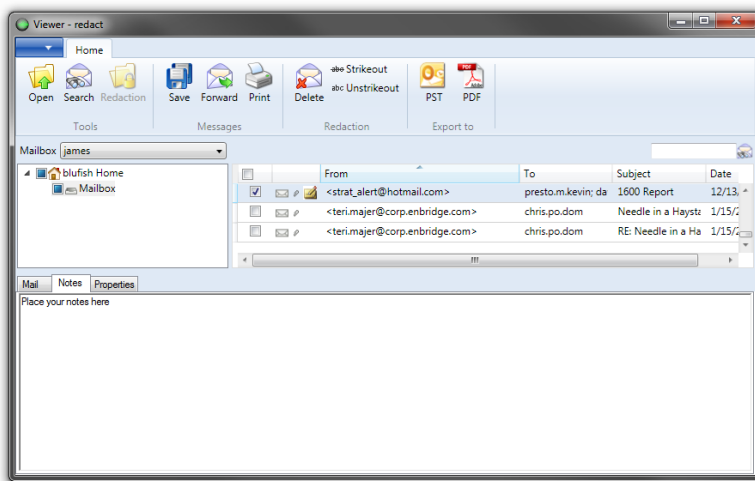 Viewer - redact
Home
Open Search Redaction
Tools
Save Forward Print
Messages
Delete
abc Strikeout
abc Unstrikeout
Redaction
PST PDF
Export to
Mailbox james
blufish Home
Mailbox
From To Subject Date
<strat_alert@hotmail.com> presto.m.kevin; da 1600 Report 12/13,
<teri.majer@corp.enbridge.com> chris.po.dom Needle in a Haysta 1/15/2
<teri.majer@corp.enbridge.com> chris.po.dom RE: Needle in a Ha 1/15/2
Mail Notes Properties
Place your notes here